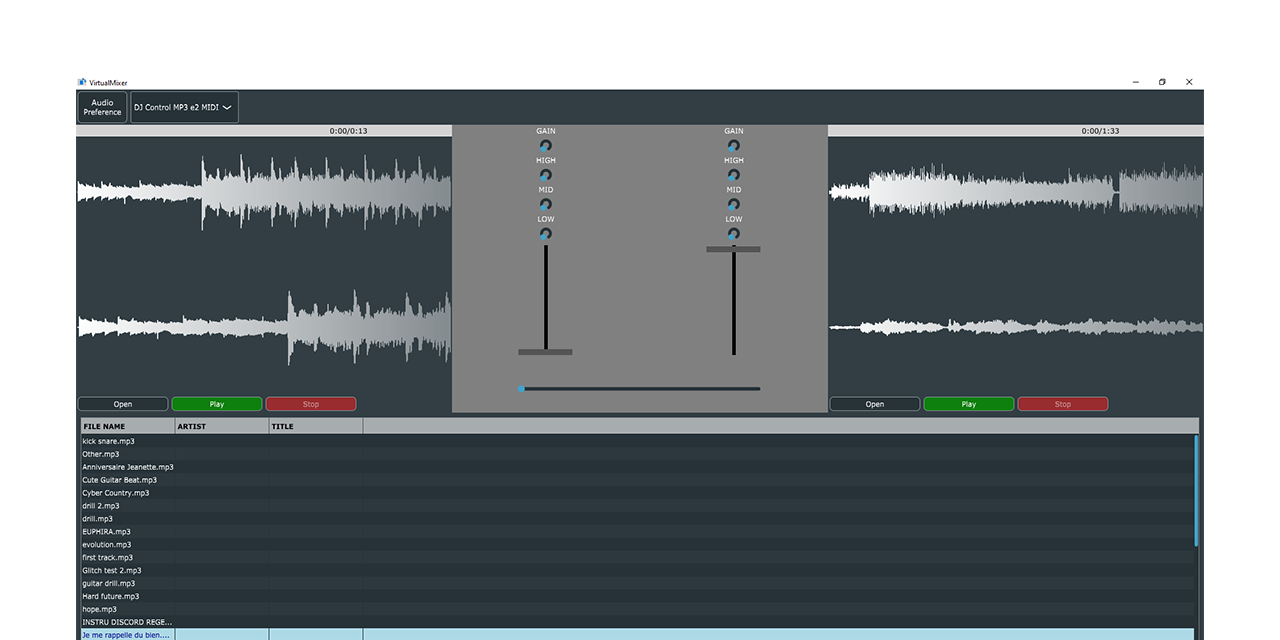 VirtualMixer
Audio
Preference
DJ Control MP3 e2 MIDI
0:00/0:13
0:00/1:33
GAIN
GAIN
HIGH
HIGH
MID
MID
LOW
LOW
Open
Play
Stop
Open
Play
Stop
FILE NAME
ARTIST
TITLE
kick snare.mp3
Other.mp3
Anniversaire Jeanette.mp3
Cute Guitar Beat.mp3
Cyber Country.mp3
drill 2.mp3
drill.mp3
EUPHIRA.mp3
evolution.mp3
first track.mp3
Glitch test 2.mp3
guitar drill.mp3
Hard future.mp3
hope.mp3
INSTRU DISCORD REGE...
Je me rappelle du bien....